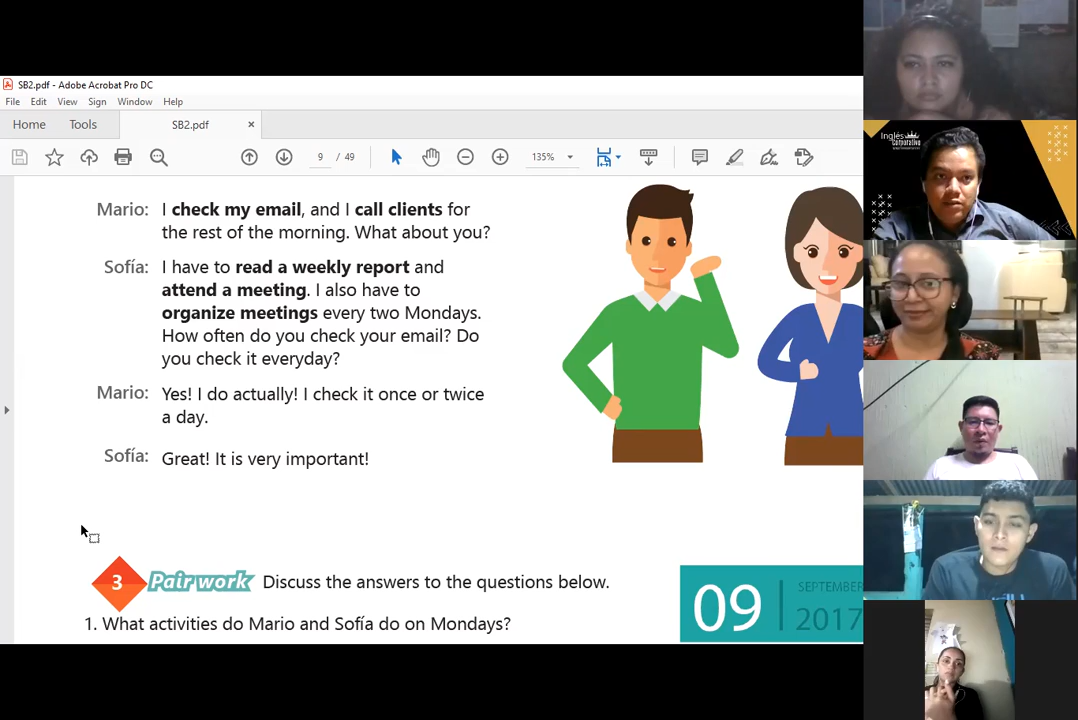 SB2.pdf - Adobe Acrobat Pro DC
File Edit View Sign Window Help
Home Tools SB2.pdf ×
9 / 49 135%
Mario: I check my email, and I call clients for
the rest of the morning. What about you?
Sofía: I have to read a weekly report and
attend a meeting. I also have to
organize meetings every two Mondays.
How often do you check your email? Do
you check it everyday?
Mario: Yes! I do actually! I check it once or twice
a day.
Sofía: Great! It is very important!
3 Pair work Discuss the answers to the questions below.
1. What activities do Mario and Sofía do on Mondays?
09 SEPTEMBER
2017
Inglés
Corporativo